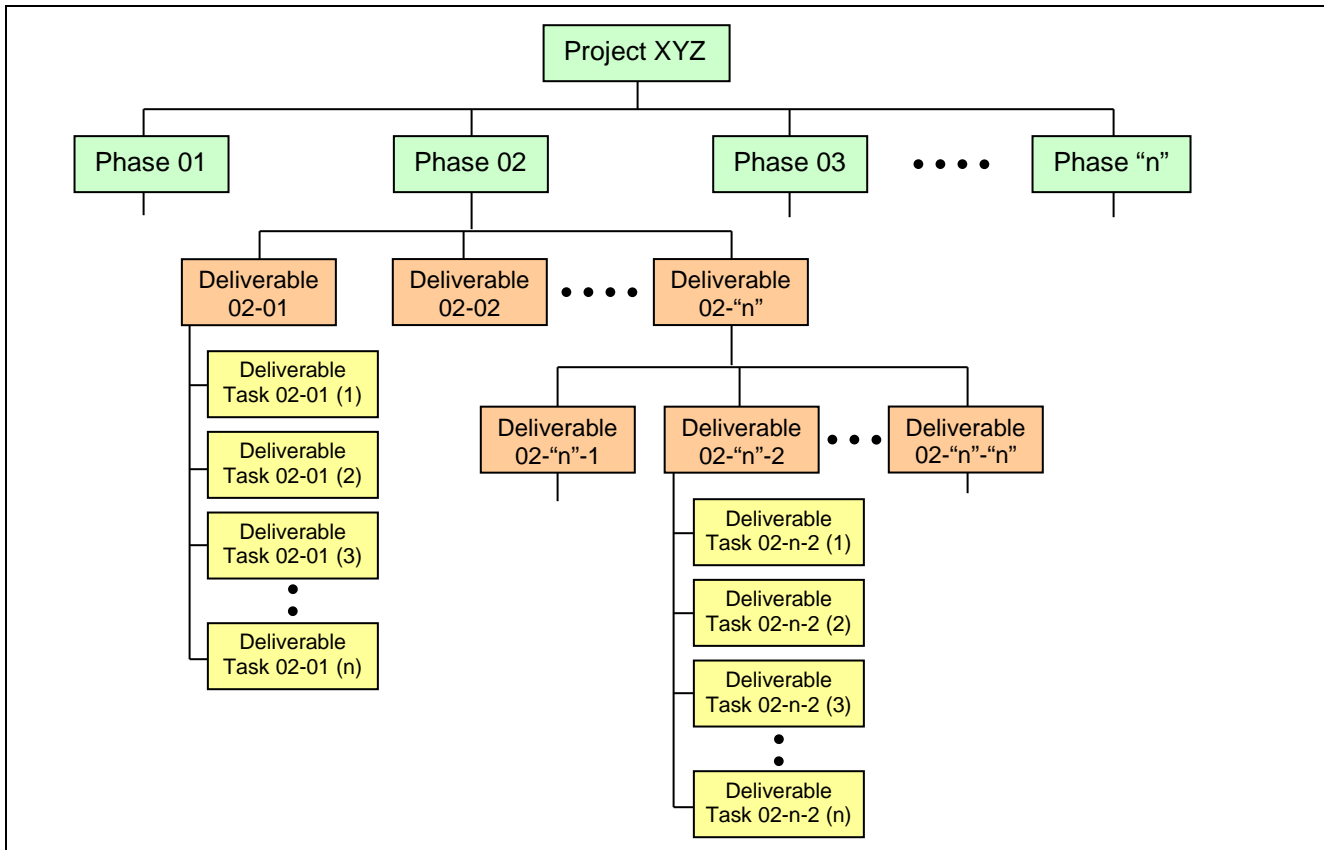 Project XYZ
Phase 01
Phase 02
Phase 03
Phase “n”
Deliverable
02-01
Deliverable
02-02
Deliverable
02-“n”
Deliverable
Task 02-01 (1)
Deliverable
Task 02-01 (2)
Deliverable
Task 02-01 (3)
Deliverable
Task 02-01 (n)
Deliverable
02-“n”-1
Deliverable
02-“n”-2
Deliverable
02-“n”-“n”
Deliverable
Task 02-n-2 (1)
Deliverable
Task 02-n-2 (2)
Deliverable
Task 02-n-2 (3)
Deliverable
Task 02-n-2 (n)